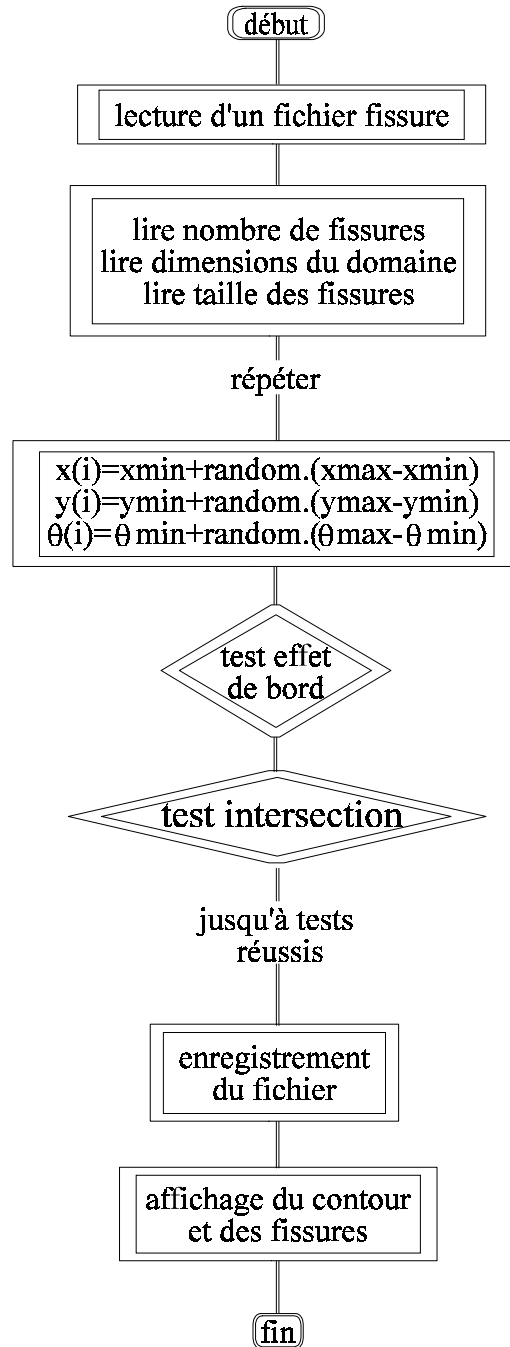 début
lecture d'un fichier fissure
lire nombre de fissures
lire dimensions du domaine
lire taille des fissures
répéter
x(i)=xmin+random.(xmax-xmin)
y(i)=ymin+random.(ymax-ymin)
θ(i)=θ min+random.(θmax-θ min)
test effet
de bord
test intersection
jusqu'à tests
réussis
enregistrement
du fichier
affichage du contour
et des fissures
fin